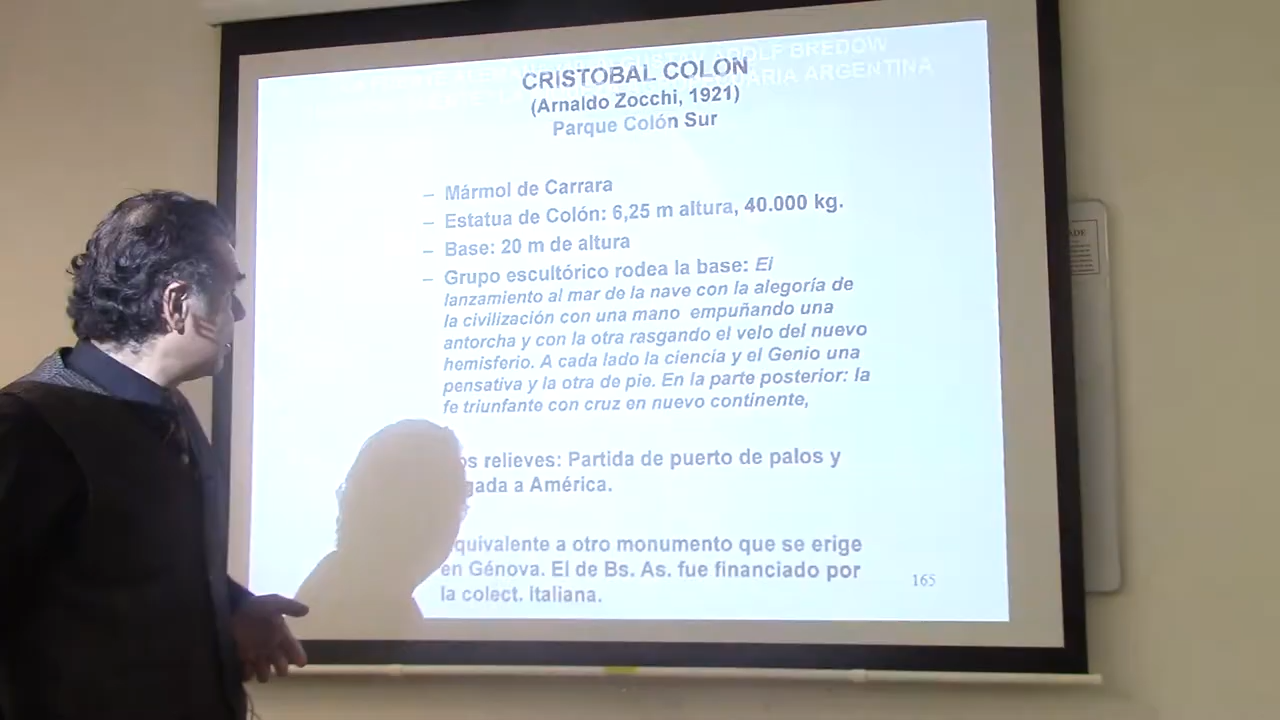 ADOLF BREDOW
ARGENTINA
CRISTOBAL COLON
(Arnaldo Zocchi, 1921)
Parque Colón Sur
– Mármol de Carrara
– Estatua de Colón: 6,25 m altura, 40.000 kg.
– Base: 20 m de altura
– Grupo escultórico rodea la base: El
lanzamiento al mar de la nave con la alegoría de
la civilización con una mano empuñando una
antorcha y con la otra rasgando el velo del nuevo
hemisferio. A cada lado la ciencia y el Genio una
pensativa y la otra de pie. En la parte posterior: la
fe triunfante con cruz en nuevo continente,
relieves: Partida de puerto de palos y
a América.
a otro monumento que se erige
en Génova. El de Bs. As. fue financiado por
la colect. Italiana.
165